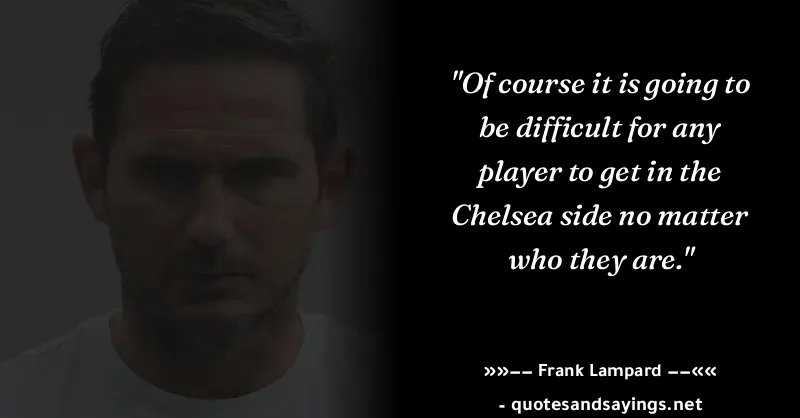 "Of course it is going to
be difficult for any
player to get in the
Chelsea side no matter
who they are."
»»–– Frank Lampard ––««
- quotesandsayings.net